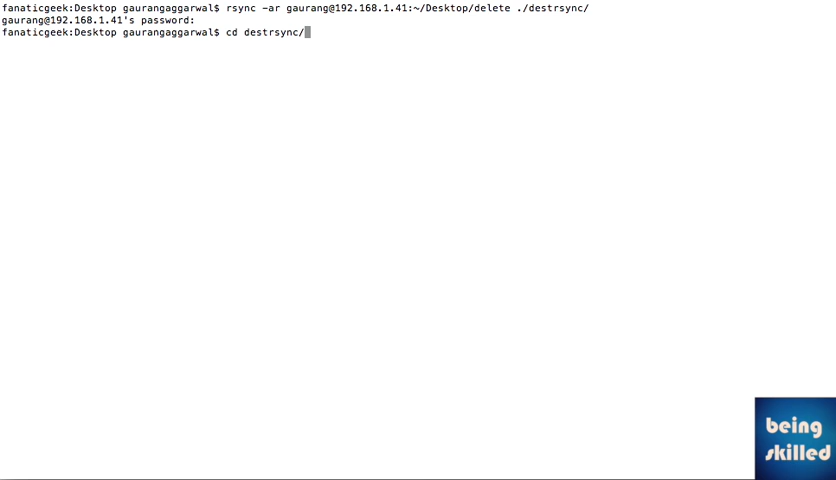 fanaticgeek:Desktop gaurangaggarwal$ rsync -ar gaurang@192.168.1.41:~/Desktop/delete ./destrsync/
gaurang@192.168.1.41's password:
fanaticgeek:Desktop gaurangaggarwal$ cd destrsync/
being
skilled